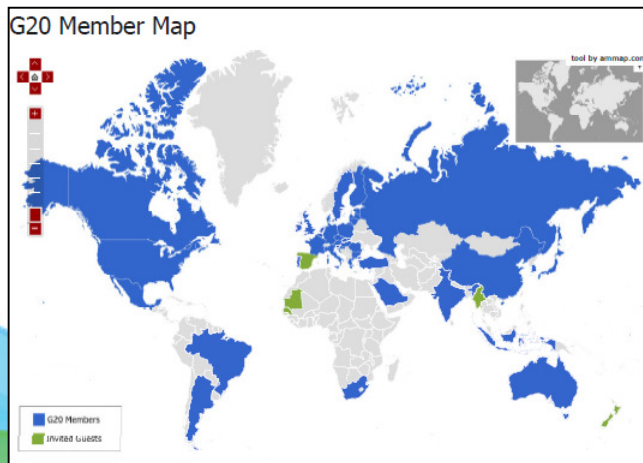 G20 Member Map
tool by ammap.com
G20 Members
Invited Guests